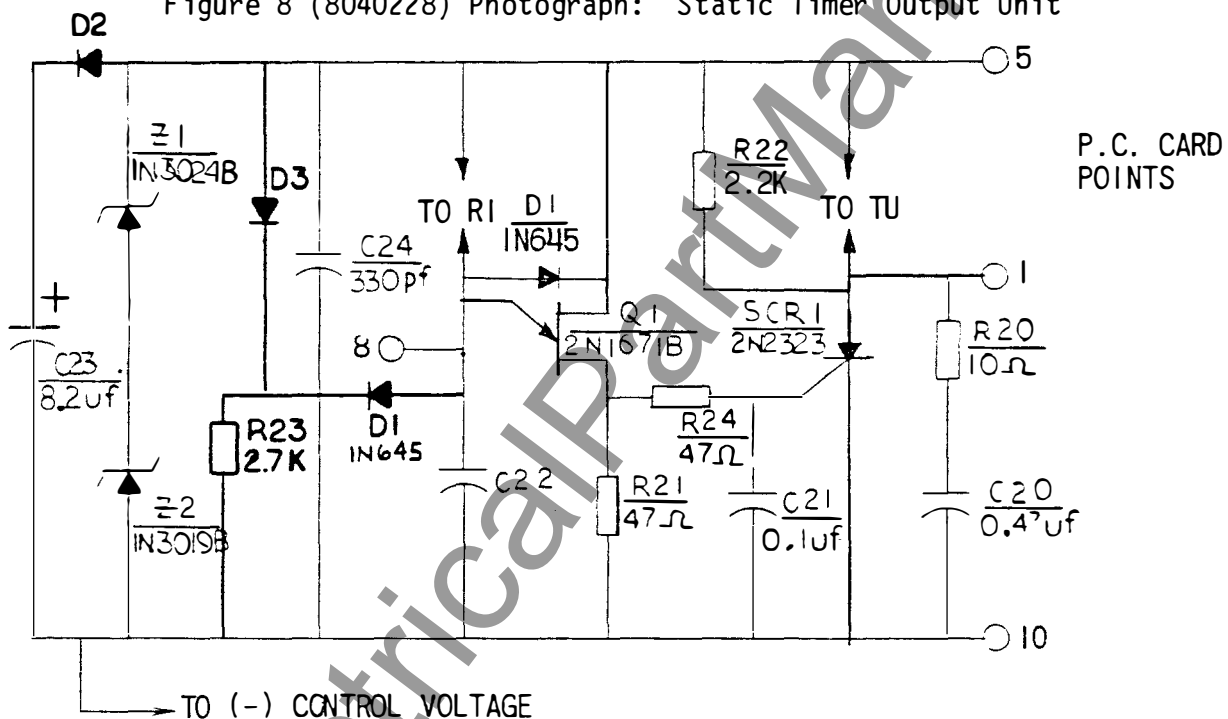 Figure 8 (8040228) Photograph: Static Timer Output Unit
D2
5
Z1
1N3024B
D3
P.C. CARD
POINTS
R22
2.2K
TO RI
D1
1N645
TO TU
C24
330pf
1
+
Q1
2N1671B
SCR1
2N2323
R20
10Ω
8
C23
8.2uf
R23
2.7K
D1
1N645
R24
47Ω
C22
R21
47Ω
C21
0.1uf
C20
0.47uf
Z2
1N3019B
10
TO (-) CONTROL VOLTAGE